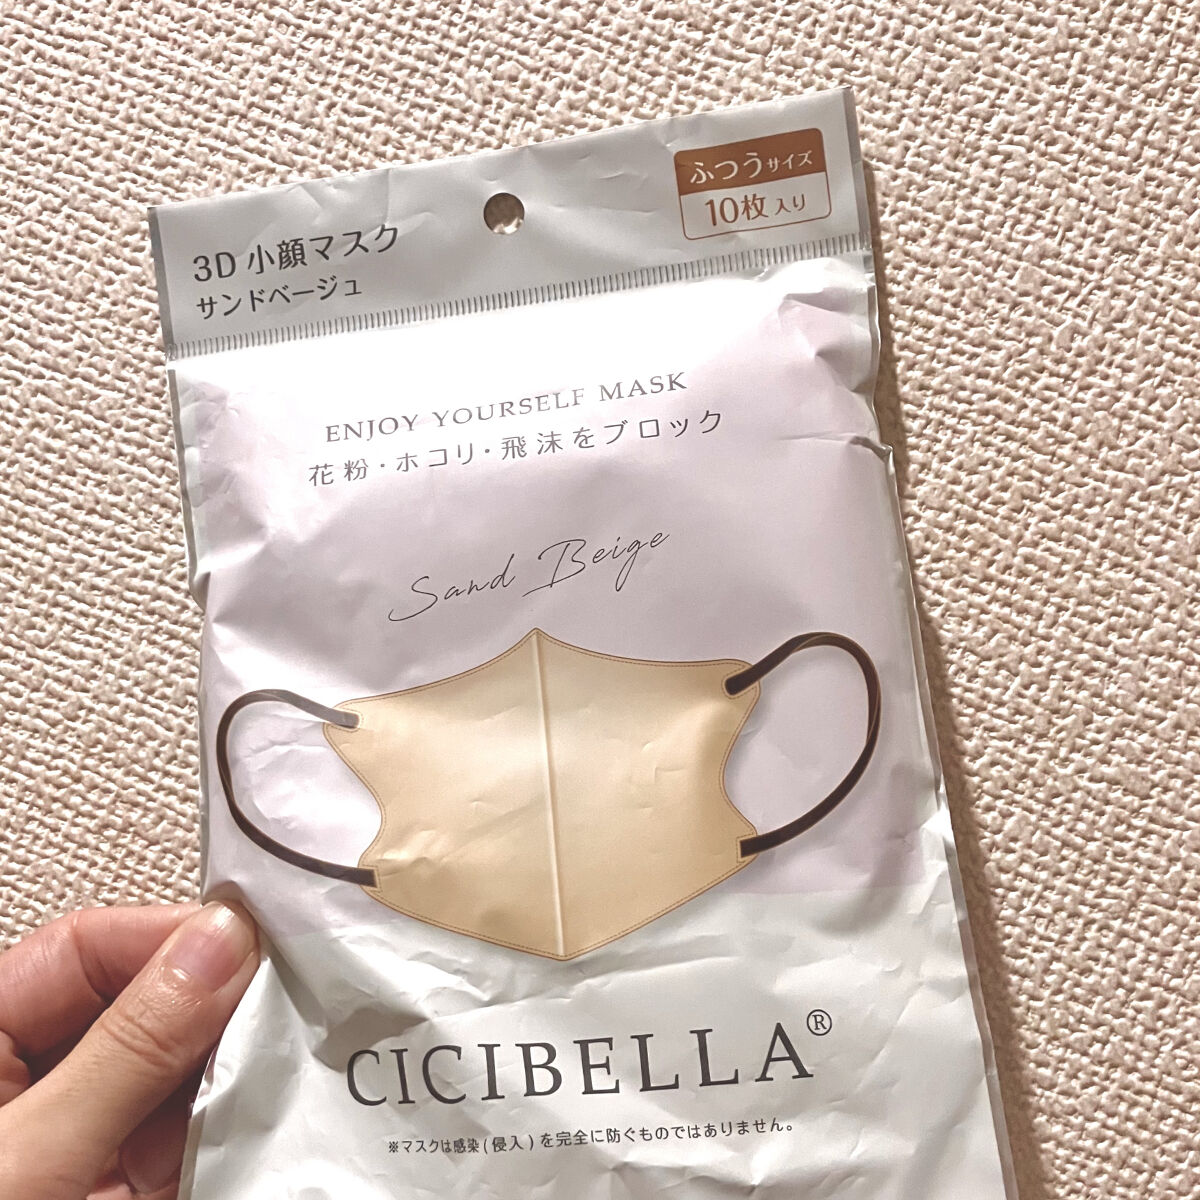 ふつうサイズ
10枚入り
3D 小顔マスク
サンドベージュ
ENJOY YOURSELF MASK
花粉・ホコリ・飛沫をブロック
Sand Beige
CICIBELLA®
※マスクは感染(侵入)を完全に防ぐものではありません。